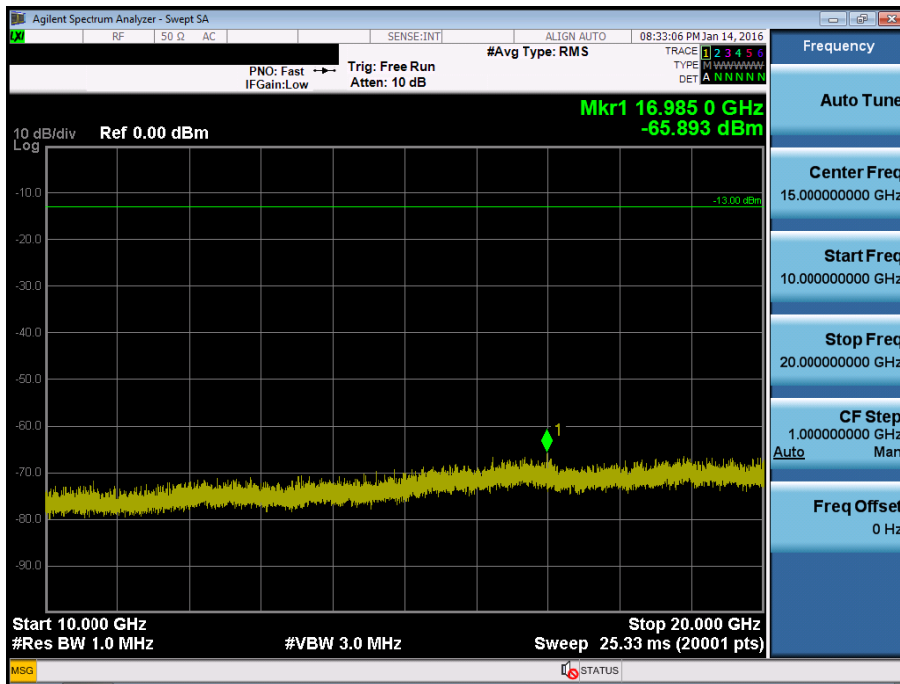 Agilent Spectrum Analyzer - Swept SA
LXI RF 50 Ω AC SENSE:INT ALIGN AUTO 08:33:06 PM Jan 14, 2016
PNO: Fast
IFGain:Low
Trig: Free Run
Atten: 10 dB
#Avg Type: RMS
TRACE 1 2 3 4 5 6
TYPE M WWWWW
DET A N N N N N
Mkr1 16.985 0 GHz
-65.893 dBm
10 dB/div Ref 0.00 dBm
Log
-10.0
-13.00 dBm
-20.0
-30.0
-40.0
-50.0
-60.0
1
-70.0
-80.0
-90.0
Start 10.000 GHz Stop 20.000 GHz
#Res BW 1.0 MHz #VBW 3.0 MHz Sweep 25.33 ms (20001 pts)
MSG STATUS
Frequency
Auto Tune
Center Freq
15.000000000 GHz
Start Freq
10.000000000 GHz
Stop Freq
20.000000000 GHz
CF Step
1.000000000 GHz
Auto Man
Freq Offset
0 Hz